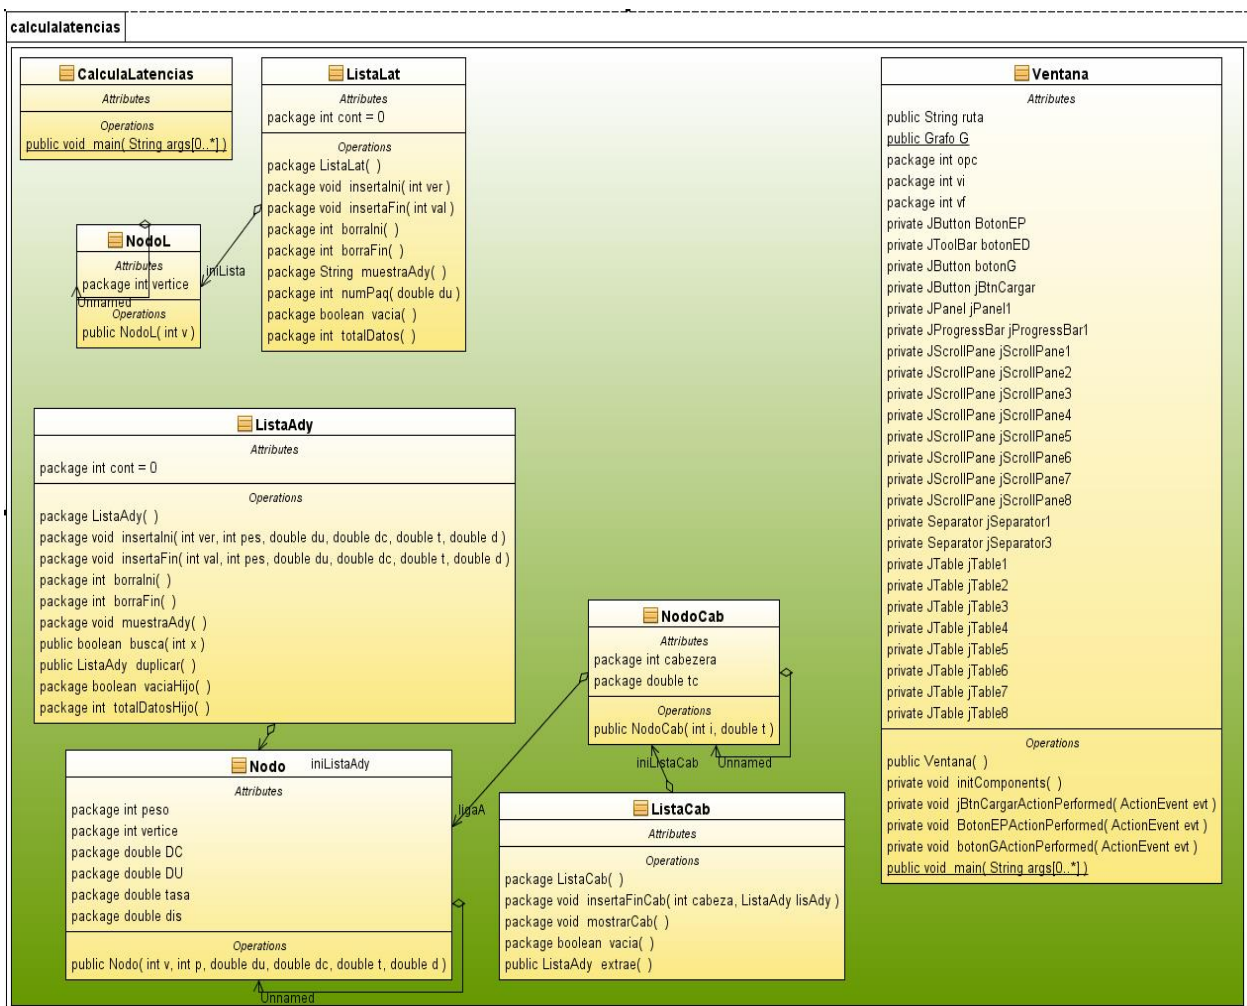 calculalatencias
CalculaLatencias
Attributes
Operations
public void main( String args[0..*] )
ListaLat
Attributes
package int cont = 0
Operations
package ListaLat( )
package void insertaIni( int ver )
package void insertaFin( int val )
package int borraIni( )
package int borraFin( )
package String muestraAdy( )
package int numPaq( double du )
package boolean vacia( )
package int totalDatos( )
NodoL
Attributes
package int vertice
Operations
public NodoL( int v )
Unnamed
iniLista
ListaAdy
Attributes
package int cont = 0
Operations
package ListaAdy( )
package void insertaIni( int ver, int pes, double du, double dc, double t, double d )
package void insertaFin( int val, int pes, double du, double dc, double t, double d )
package int borraIni( )
package int borraFin( )
package void muestraAdy( )
public boolean busca( int x )
public ListaAdy duplicar( )
package boolean vaciaHijo( )
package int totalDatosHijo( )
Nodo
iniListaAdy
Attributes
package int peso
package int vertice
package double DC
package double DU
package double tasa
package double dis
Operations
public Nodo( int v, int p, double du, double dc, double t, double d )
Unnamed
ligaA
NodoCab
Attributes
package int cabezera
package double tc
Operations
public NodoCab( int i, double t )
iniListaCab
Unnamed
ListaCab
Attributes
Operations
package ListaCab( )
package void insertaFinCab( int cabeza, ListaAdy lisAdy )
package void mostrarCab( )
package boolean vacia( )
public ListaAdy extrae( )
Ventana
Attributes
public String ruta
public Grafo G
package int opc
package int vi
package int vf
private JButton BotonEP
private JToolBar botonED
private JButton botonG
private JButton jBtnCargar
private JPanel jPanel1
private JProgressBar jProgressBar1
private JScrollPane jScrollPane1
private JScrollPane jScrollPane2
private JScrollPane jScrollPane3
private JScrollPane jScrollPane4
private JScrollPane jScrollPane5
private JScrollPane jScrollPane6
private JScrollPane jScrollPane7
private JScrollPane jScrollPane8
private Separator jSeparator1
private Separator jSeparator3
private JTable jTable1
private JTable jTable2
private JTable jTable3
private JTable jTable4
private JTable jTable5
private JTable jTable6
private JTable jTable7
private JTable jTable8
Operations
public Ventana( )
private void initComponents( )
private void jBtnCargarActionPerformed( ActionEvent evt )
private void BotonEPActionPerformed( ActionEvent evt )
private void botonGActionPerformed( ActionEvent evt )
public void main( String args[0..*] )